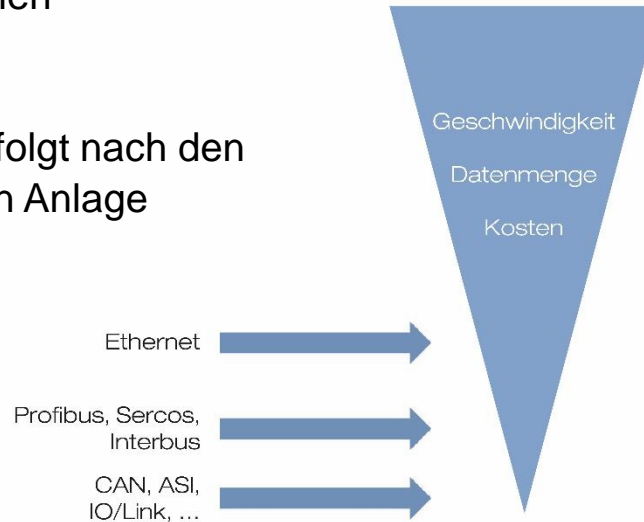 folgt nach den
Anlage
Geschwindigkeit
Datenmenge
Kosten
Ethernet
Profibus, Sercos,
Interbus
CAN, ASI,
IO/Link, ...